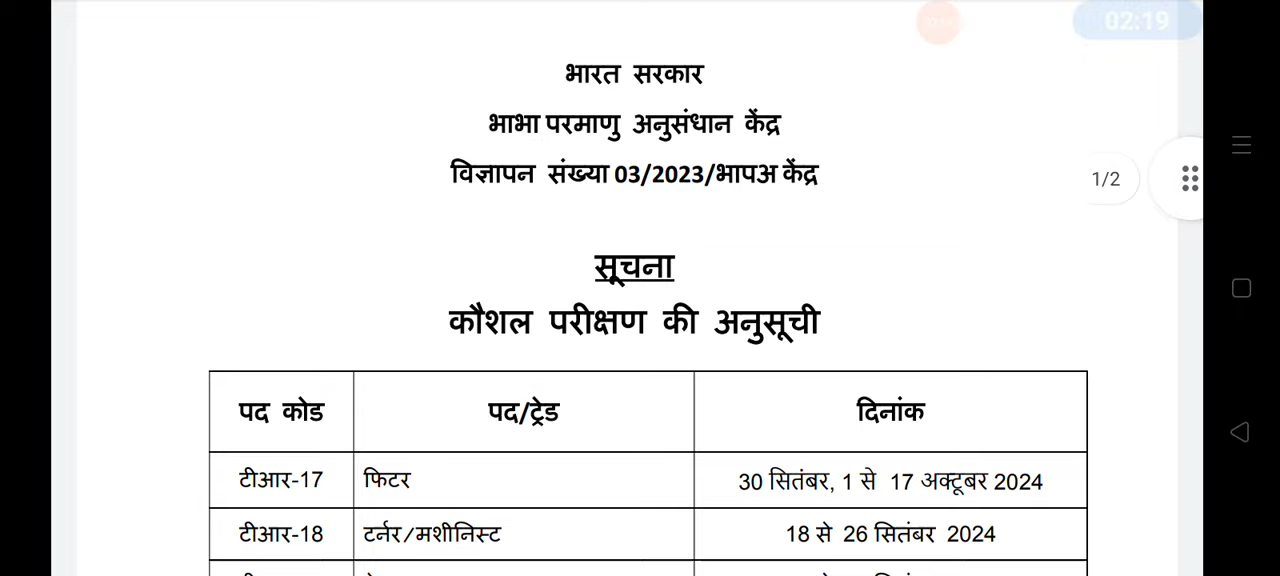 02:19
भारत सरकार
भाभा परमाणु अनुसंधान केंद्र
विज्ञापन संख्या 03/2023/भापअ केंद्र
1/2
सूचना
कौशल परीक्षण की अनुसूची
पद कोड पद/ट्रेड दिनांक
टीआर-17 फिटर 30 सितंबर, 1 से 17 अक्टूबर 2024
टीआर-18 टर्नर/मशीनिस्ट 18 से 26 सितंबर 2024